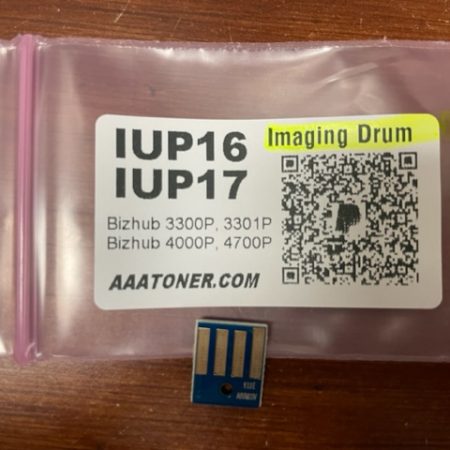 IUP16
Imaging Drum
IUP17
Bizhub 3300P, 3301P
Bizhub 4000P, 4700P
AAATONER.COM